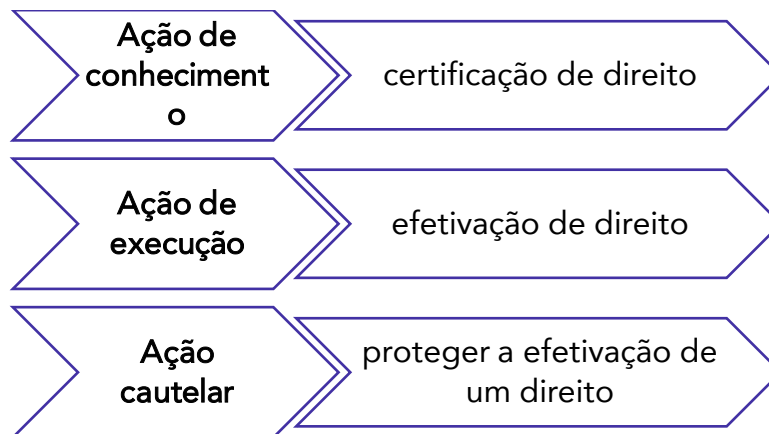 Ação de
conheciment
o
certificação de direito
Ação de
execução
efetivação de direito
Ação
cautelar
proteger a efetivação de
um direito